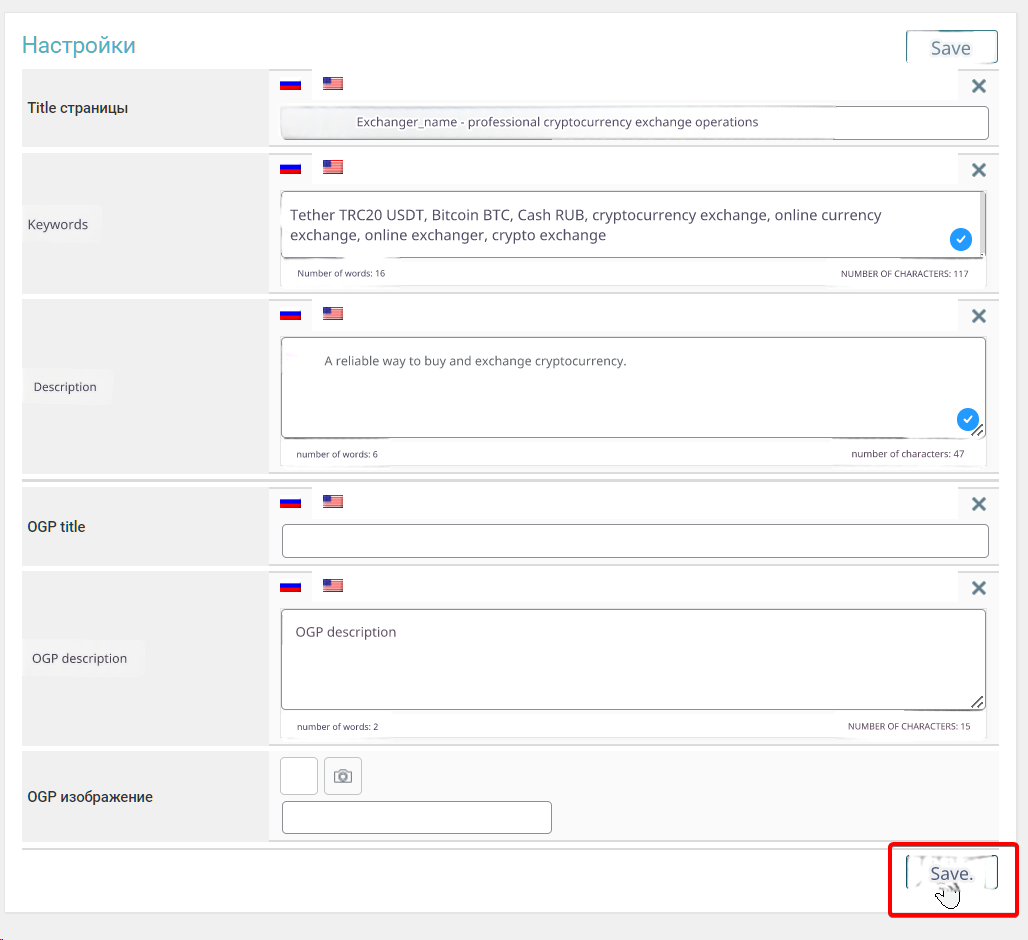 Настройки
Save
Title страницы
Exchanger_name - professional cryptocurrency exchange operations
Keywords
Tether TRC20 USDT, Bitcoin BTC, Cash RUB, cryptocurrency exchange, online currency
exchange, online exchanger, crypto exchange
Number of words: 16
NUMBER OF CHARACTERS: 117
Description
A reliable way to buy and exchange cryptocurrency.
number of words: 6
number of characters: 47
OGP title
OGP description
OGP description
number of words: 2
NUMBER OF CHARACTERS: 15
OGP изображение
Save.